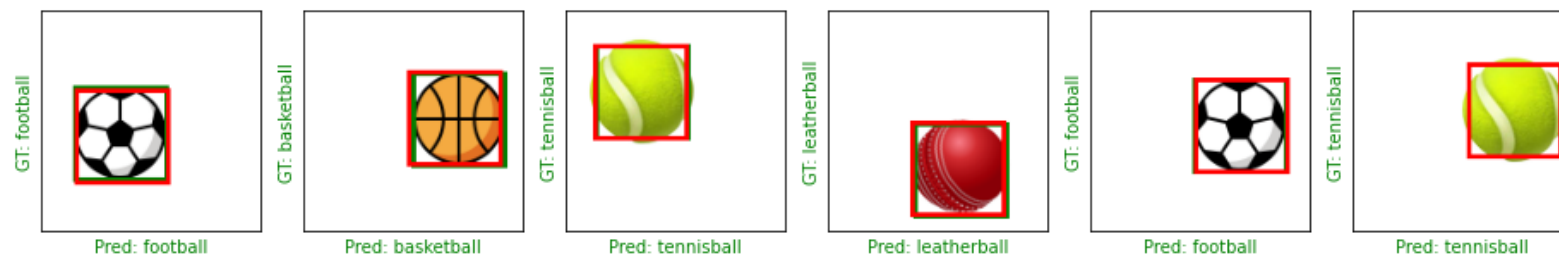 GT: football
Pred: football
GT: basketball
Pred: basketball
GT: tennisball
Pred: tennisball
GT: leatherball
Pred: leatherball
GT: football
Pred: football
GT: tennisball
Pred: tennisball